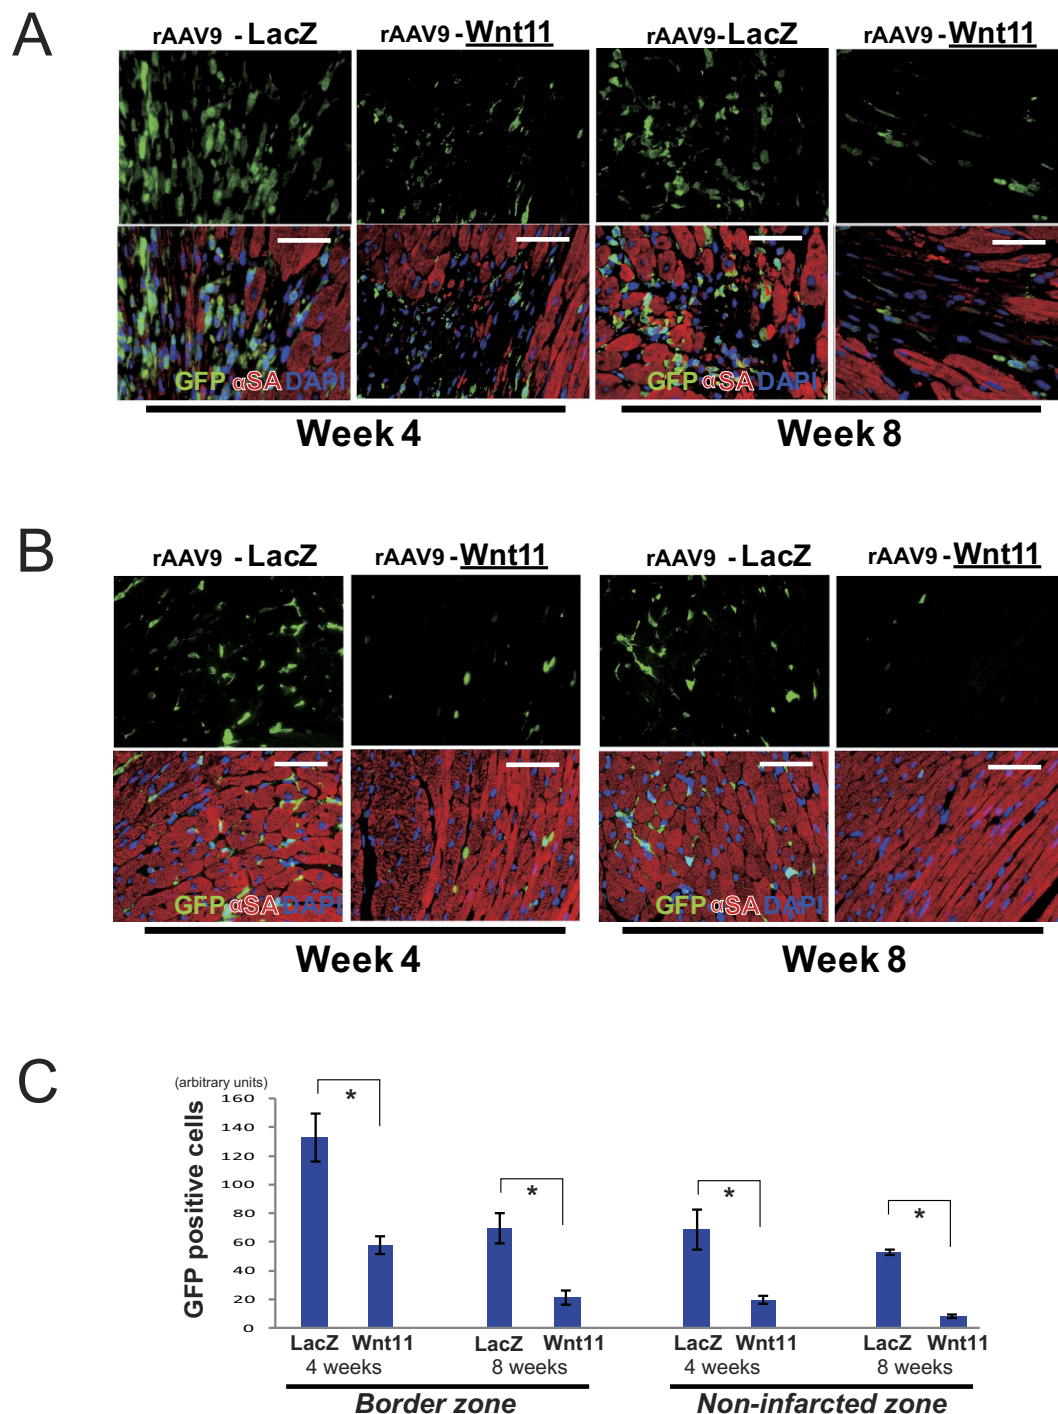 A
rAAV9 - LacZ
rAAV9 - Wnt11
rAAV9-LacZ
rAAV9 - Wnt11
GFP αSA DAPI
GFP αSA DAPI
Week 4
Week 8
B
rAAV9 - LacZ
rAAV9 - Wnt11
rAAV9 - LacZ
rAAV9 - Wnt11
GFP αSA DAPI
GFP αSA DAPI
Week 4
Week 8
C
(arbitrary units)
GFP positive cells
160
140
120
100
80
60
40
20
0
*
*
*
*
LacZ Wnt11 LacZ Wnt11 LacZ Wnt11 LacZ Wnt11
4 weeks 8 weeks 4 weeks 8 weeks
Border zone Non-infarcted zone